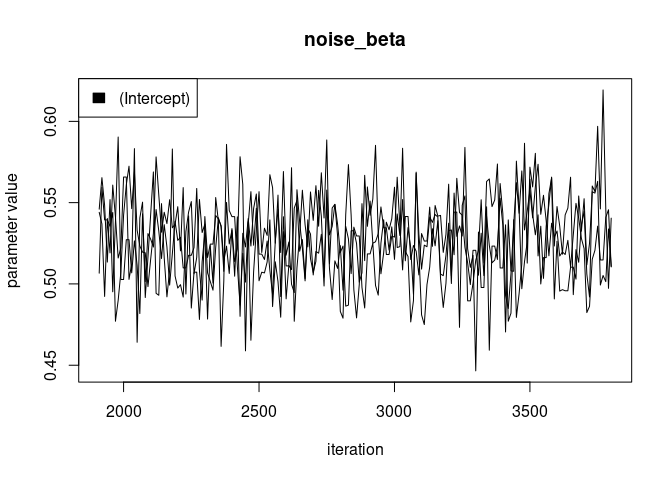 noise_beta
(Intercept)
parameter value
0.60
0.55
0.50
0.45
2000 2500 3000 3500
iteration